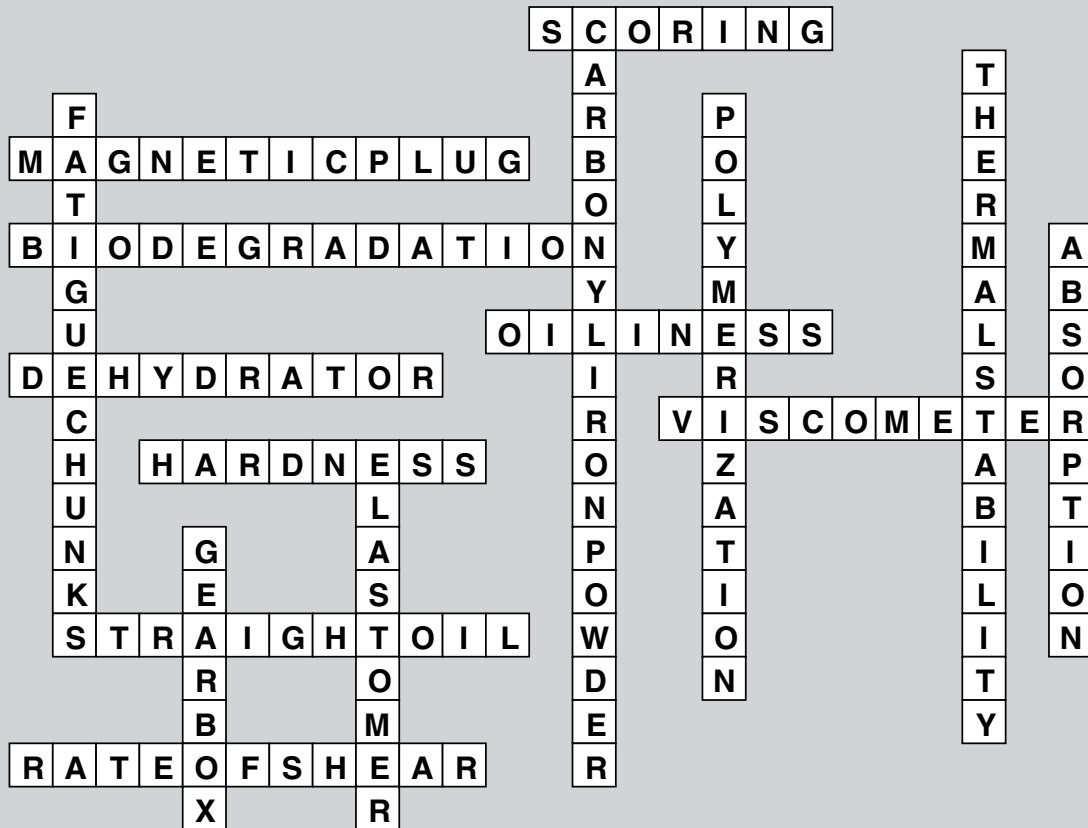 SCORING
CARBONYLIRONPOWDER
THERMALSTABILITY
FATIGUECHUNKS
POLYMERIZATION
MAGNETICPLUG
BIODEGRADATION
ABSORPTION
OILINESS
DEHYDRATOR
VISCOMETER
HARDNESS
ELASTOMER
GEARBOX
STRAIGHTOIL
RATEOFSHEAR